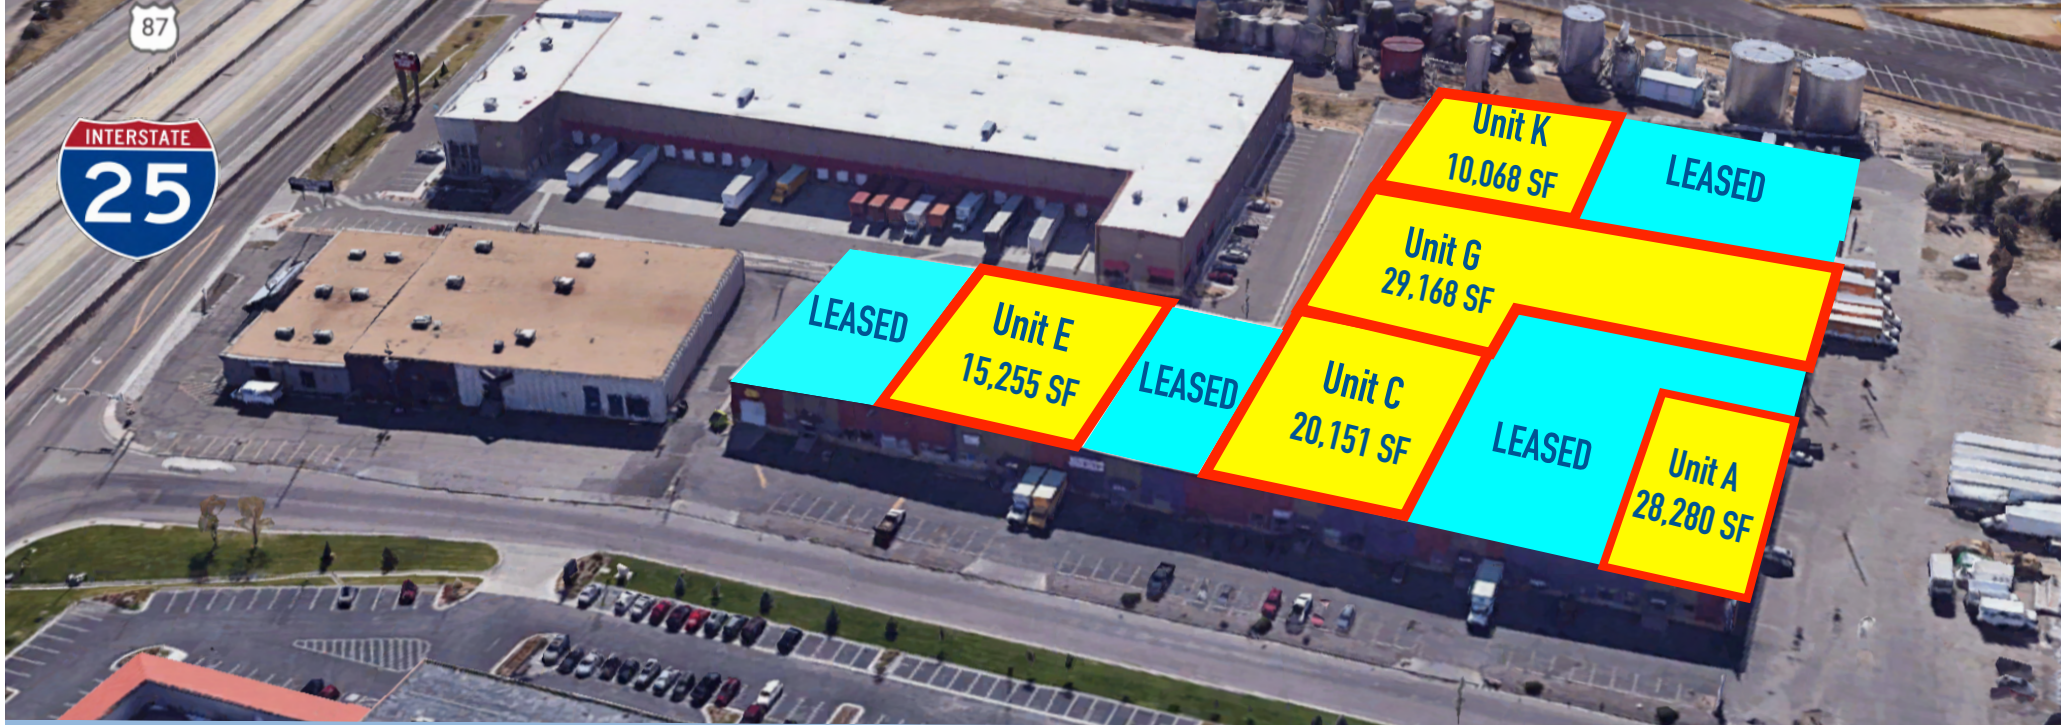 87
INTERSTATE
25
Unit K
10,068 SF
LEASED
Unit G
29,168 SF
LEASED
Unit E
15,255 SF
LEASED
Unit C
20,151 SF
LEASED
Unit A
28,280 SF